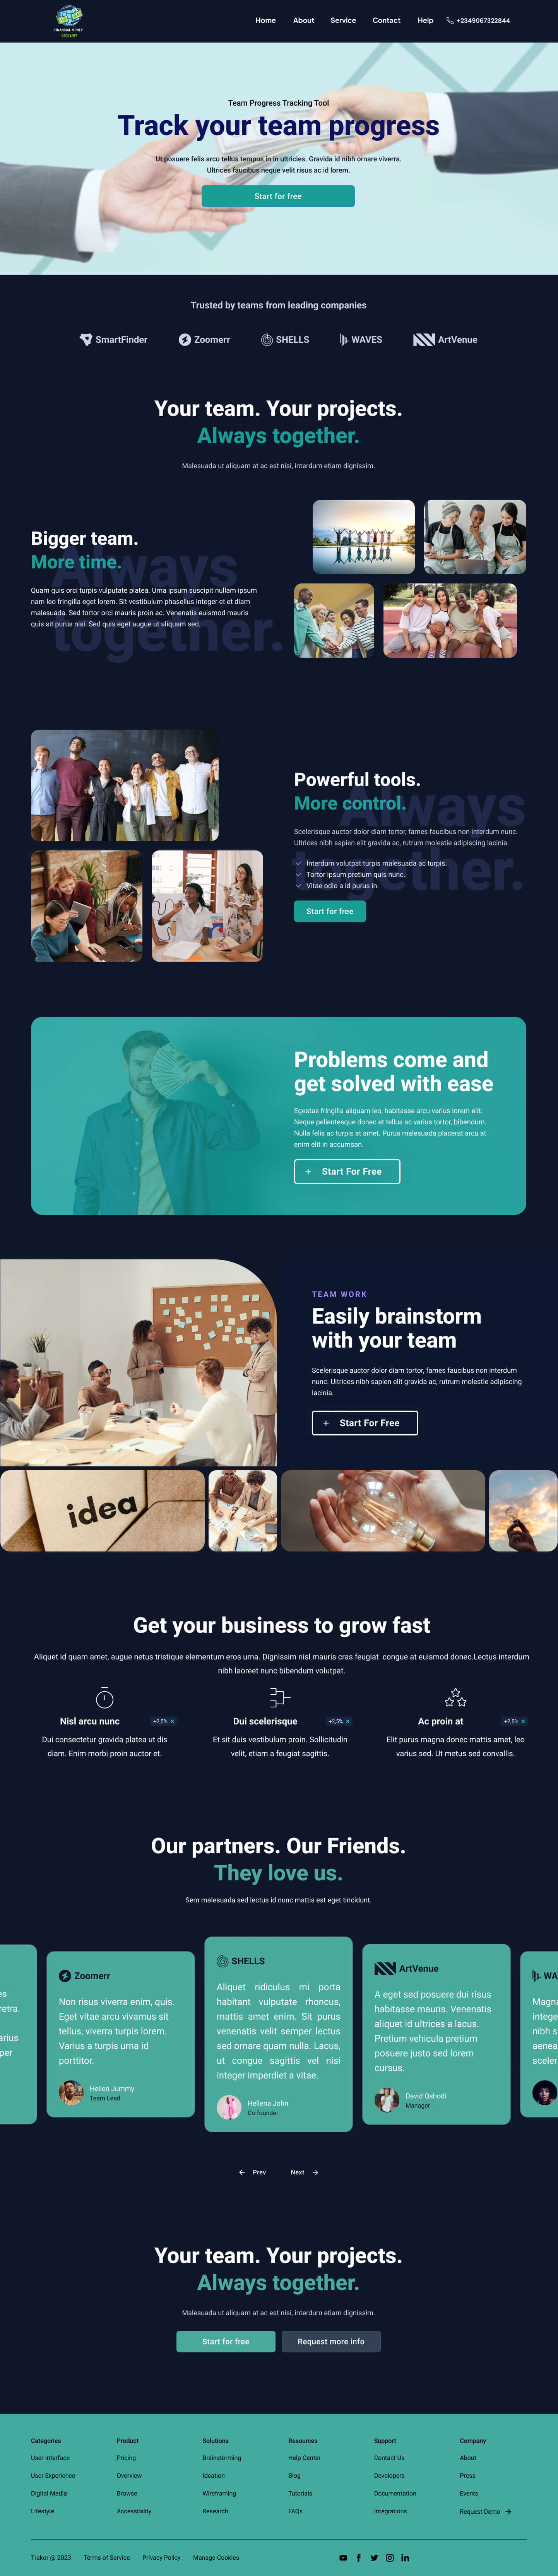 FINANCIAL MONEY
RECOVERY
Home About Service Contact Help +2349067322844
Team Progress Tracking Tool
Track your team progress
Ut posuere felis arcu tellus tempus in in ultricies. Gravida id nibh ornare viverra.
Ultrices faucibus neque velit risus ac id lorem.
Start for free
Trusted by teams from leading companies
SmartFinder Zoomerr SHELLS WAVES ArtVenue
Your team. Your projects.
Always together.
Malesuada ut aliquam at ac est nisi, interdum etiam dignissim.
Always
together.
Bigger team.
More time.
Quam quis orci turpis vulputate platea. Urna ipsum suscipit nullam ipsum
nam leo fringilla eget lorem. Sit vestibulum phasellus integer et et diam
malesuada. Sed tortor orci mauris proin ac. Venenatis euismod mauris
quis sit purus nisi. Sed quis eget augue ut aliquam sed.
Always
together.
Powerful tools.
More control.
Scelerisque auctor dolor diam tortor, fames faucibus non interdum nunc.
Ultrices nibh sapien elit gravida ac, rutrum molestie adipiscing lacinia.
Interdum volutpat turpis malesuada ac turpis.
Tortor ipsum pretium quis nunc.
Vitae odio a id purus in.
Start for free
Problems come and
get solved with ease
Egestas fringilla aliquam leo, habitasse arcu varius lorem elit.
Neque pellentesque donec et tellus ac varius tortor, bibendum.
Nulla felis ac turpis at amet. Purus malesuada placerat arcu at
enim elit in accumsan.
+ Start For Free
TEAM WORK
Easily brainstorm
with your team
Scelerisque auctor dolor diam tortor, fames faucibus non interdum
nunc. Ultrices nibh sapien elit gravida ac, rutrum molestie adipiscing
lacinia.
+ Start For Free
idea
Get your business to grow fast
Aliquet id quam amet, augue netus tristique elementum eros urna. Dignissim nisl mauris cras feugiat congue at euismod donec.Lectus interdum
nibh laoreet nunc bibendum volutpat.
Nisl arcu nunc +2,5% ×
Dui consectetur gravida platea ut dis
diam. Enim morbi proin auctor et.
Dui scelerisque +2,5% ×
Et sit duis vestibulum proin. Sollicitudin
velit, etiam a feugiat sagittis.
Ac proin at +2,5% ×
Elit purus magna donec mattis amet, leo
varius sed. Ut metus sed convallis.
Our partners. Our Friends.
They love us.
Sem malesuada sed lectus id nunc mattis est eget tincidunt.
es
retra.
arius
per
Zoomerr
Non risus viverra enim, quis.
Eget vitae arcu vivamus sit
tellus, viverra turpis lorem.
Varius a turpis urna id
porttitor.
Hellen Jummy
Team Lead
SHELLS
Aliquet ridiculus mi porta
habitant vulputate rhoncus,
mattis amet enim. Sit purus
venenatis velit semper lectus
sed ornare quam nulla. Lacus,
ut congue sagittis vel nisi
integer imperdiet a vitae.
Hellena John
Co-founder
ArtVenue
A eget sed posuere dui risus
habitasse mauris. Venenatis
aliquet id ultrices a lacus.
Pretium vehicula pretium
posuere justo sed lorem
cursus.
David Oshodi
Manager
WA
Magna
intege
nibh s
aenea
sceler
Prev Next
Your team. Your projects.
Always together.
Malesuada ut aliquam at ac est nisi, interdum etiam dignissim.
Start for free Request more info
Categories Product Solutions Resources Support Company
User Interface Pricing Brainstorming Help Center Contact Us About
User Experience Overview Ideation Blog Developers Press
Digital Media Browse Wireframing Tutorials Documentation Events
Lifestyle Accessibility Research FAQs Integrations Request Demo
Trakor @ 2023 Terms of Service Privacy Policy Manage Cookies